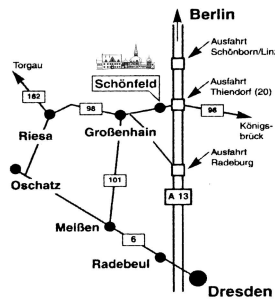 Berlin
Ausfahrt
Schönborn/Linz
Torgau
Schönfeld
Ausfahrt
Thiendorf (20)
182
98
96
Riesa
Großenhain
Königs-
brück
Ausfahrt
Radeburg
Oschatz
101
A 13
Meißen
6
Radebeul
Dresden